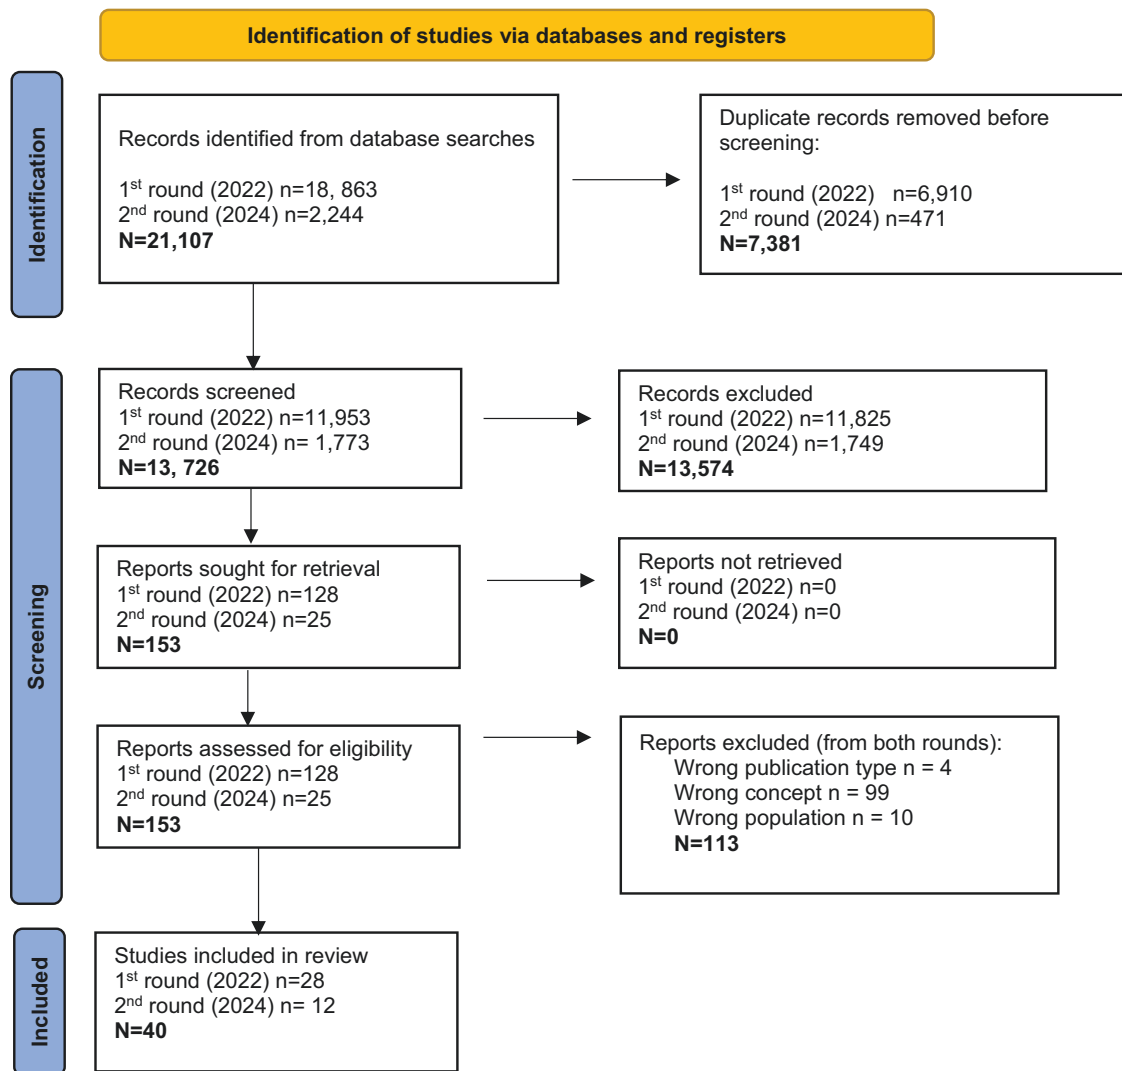 Identification of studies via databases and registers
Identification
Records identified from database searches
1st round (2022) n=18, 863
2nd round (2024) n=2,244
N=21,107
Duplicate records removed before
screening:
1st round (2022) n=6,910
2nd round (2024) n=471
N=7,381
Screening
Records screened
1st round (2022) n=11,953
2nd round (2024) n= 1,773
N=13, 726
Records excluded
1st round (2022) n=11,825
2nd round (2024) n=1,749
N=13,574
Reports sought for retrieval
1st round (2022) n=128
2nd round (2024) n=25
N=153
Reports not retrieved
1st round (2022) n=0
2nd round (2024) n=0
N=0
Reports assessed for eligibility
1st round (2022) n=128
2nd round (2024) n=25
N=153
Reports excluded (from both rounds):
Wrong publication type n = 4
Wrong concept n = 99
Wrong population n = 10
N=113
Included
Studies included in review
1st round (2022) n=28
2nd round (2024) n= 12
N=40